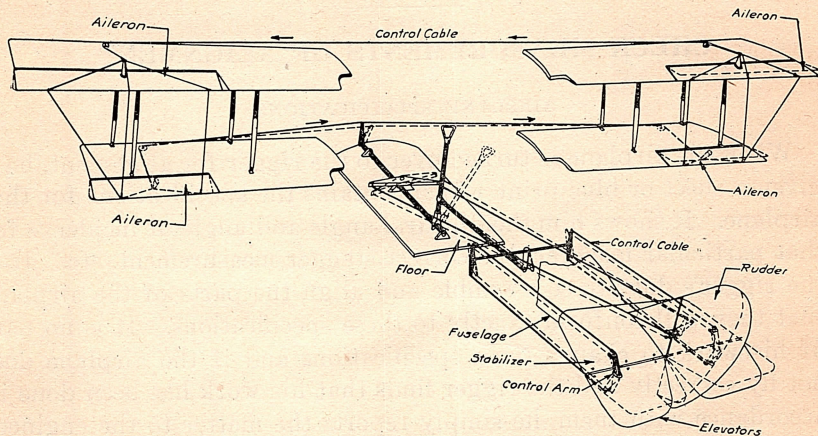 Aileron
Control Cable
Aileron
Aileron
Aileron
Control Cable
Floor
Rudder
Fuselage
Stabilizer
Control Arm
Elevators